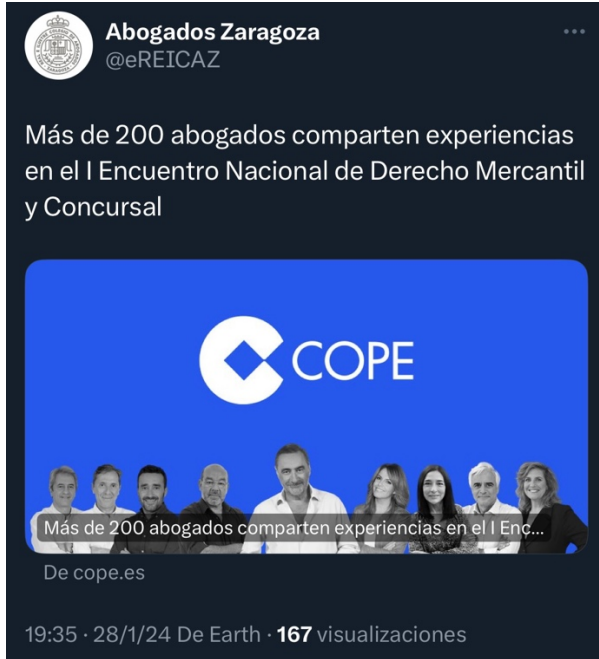 Abogados Zaragoza
@eREICAZ
Más de 200 abogados comparten experiencias
en el I Encuentro Nacional de Derecho Mercantil
y Concursal
COPE
Más de 200 abogados comparten experiencias en el I Enc...
De cope.es
19:35 · 28/1/24 De Earth · 167 visualizaciones